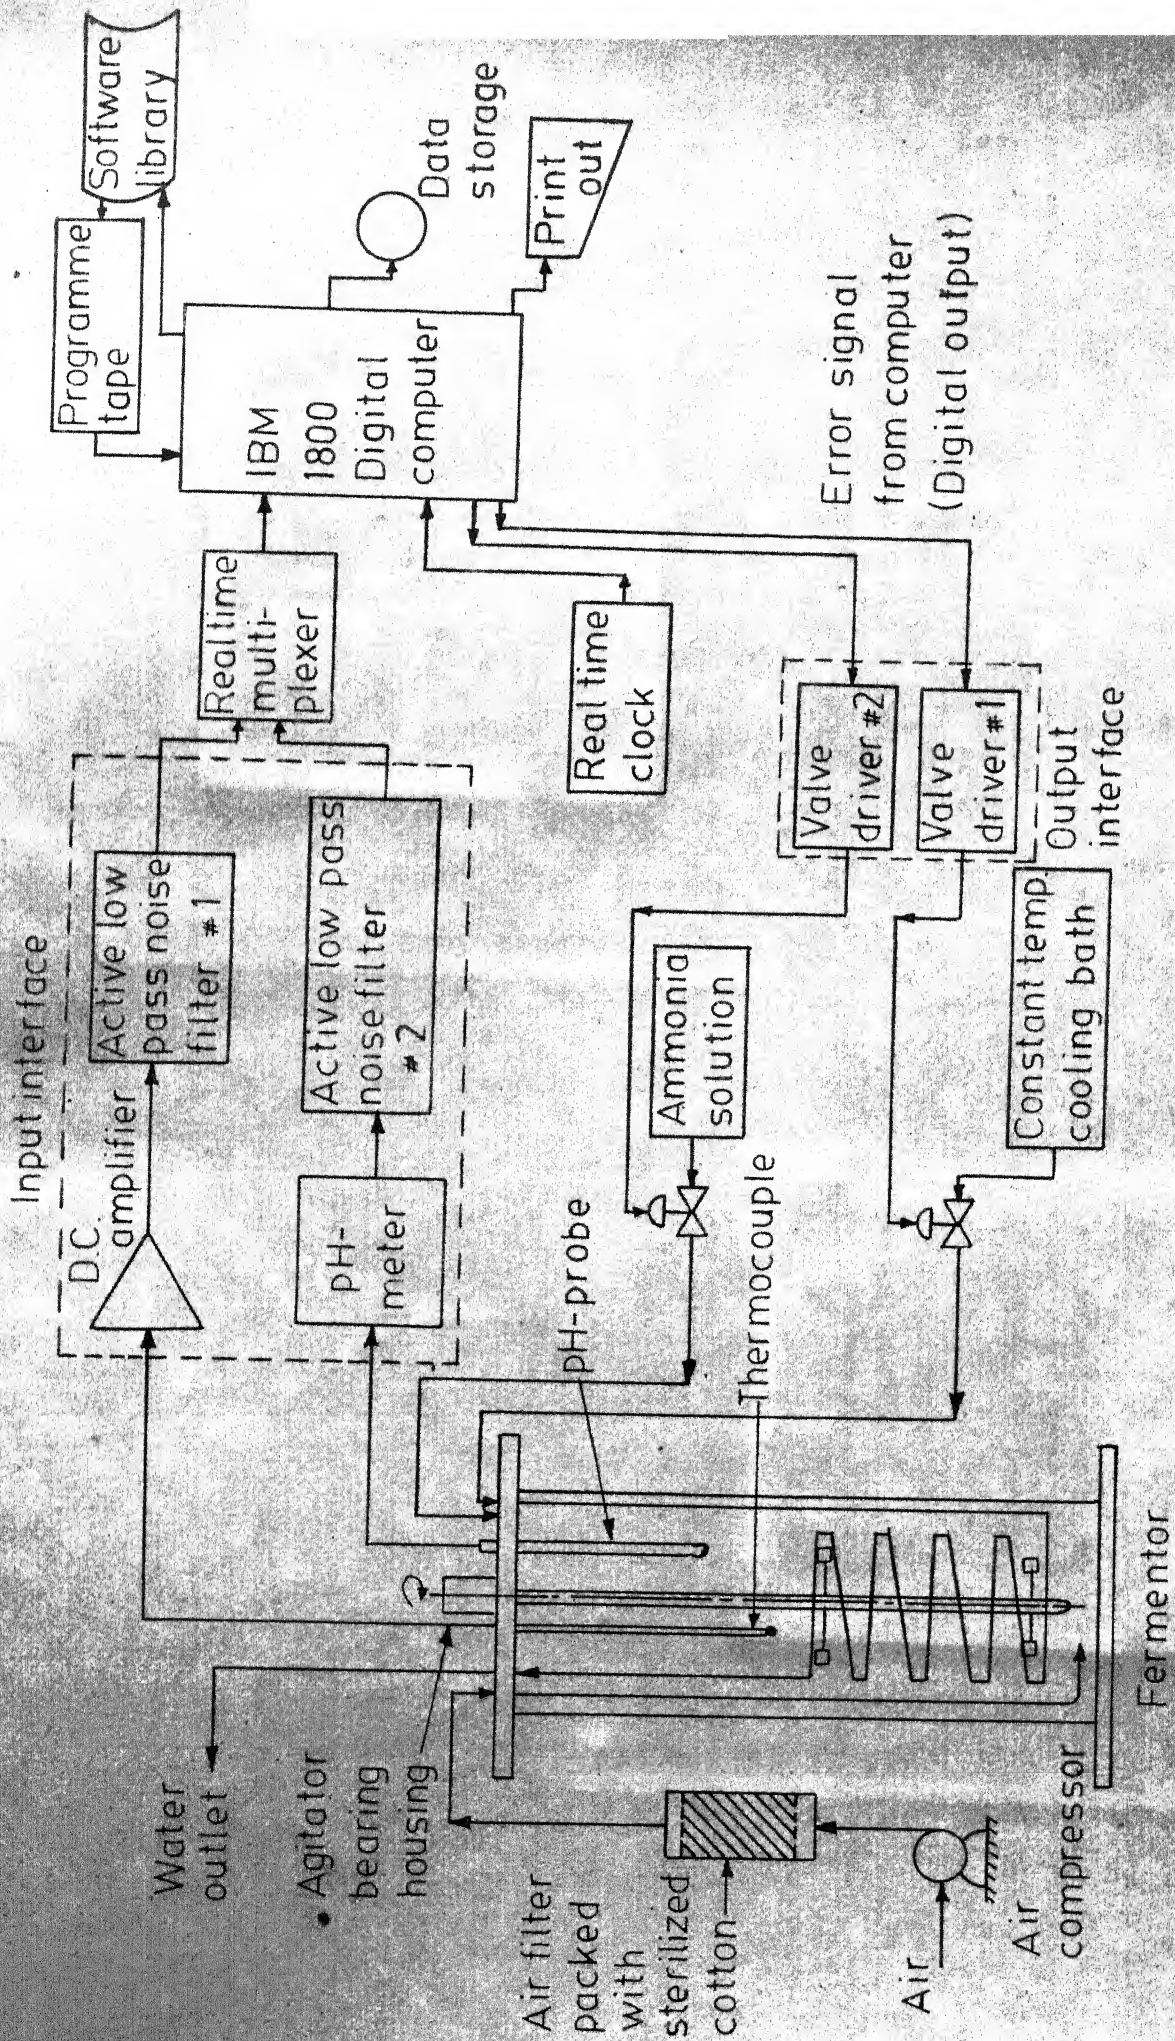 Input interface
D.C.
amplifier
Active low
pass noise
filter #1
pH-
meter
Active low pass
noise filter
#2
Real time
multi-
plexer
Programme
tape
Software
library
IBM
1800
Digital
computer
Data
storage
Print
out
Real time
clock
Error signal
from computer
(Digital output)
Valve
driver #2
Valve
driver #1
Output
interface
Ammonia
solution
Constant temp.
cooling bath
pH-probe
Thermocouple
Water
outlet
Agitator
bearing
housing
Air filter
packed
with
sterilized
cotton
Air
Air
compressor
Fermentor